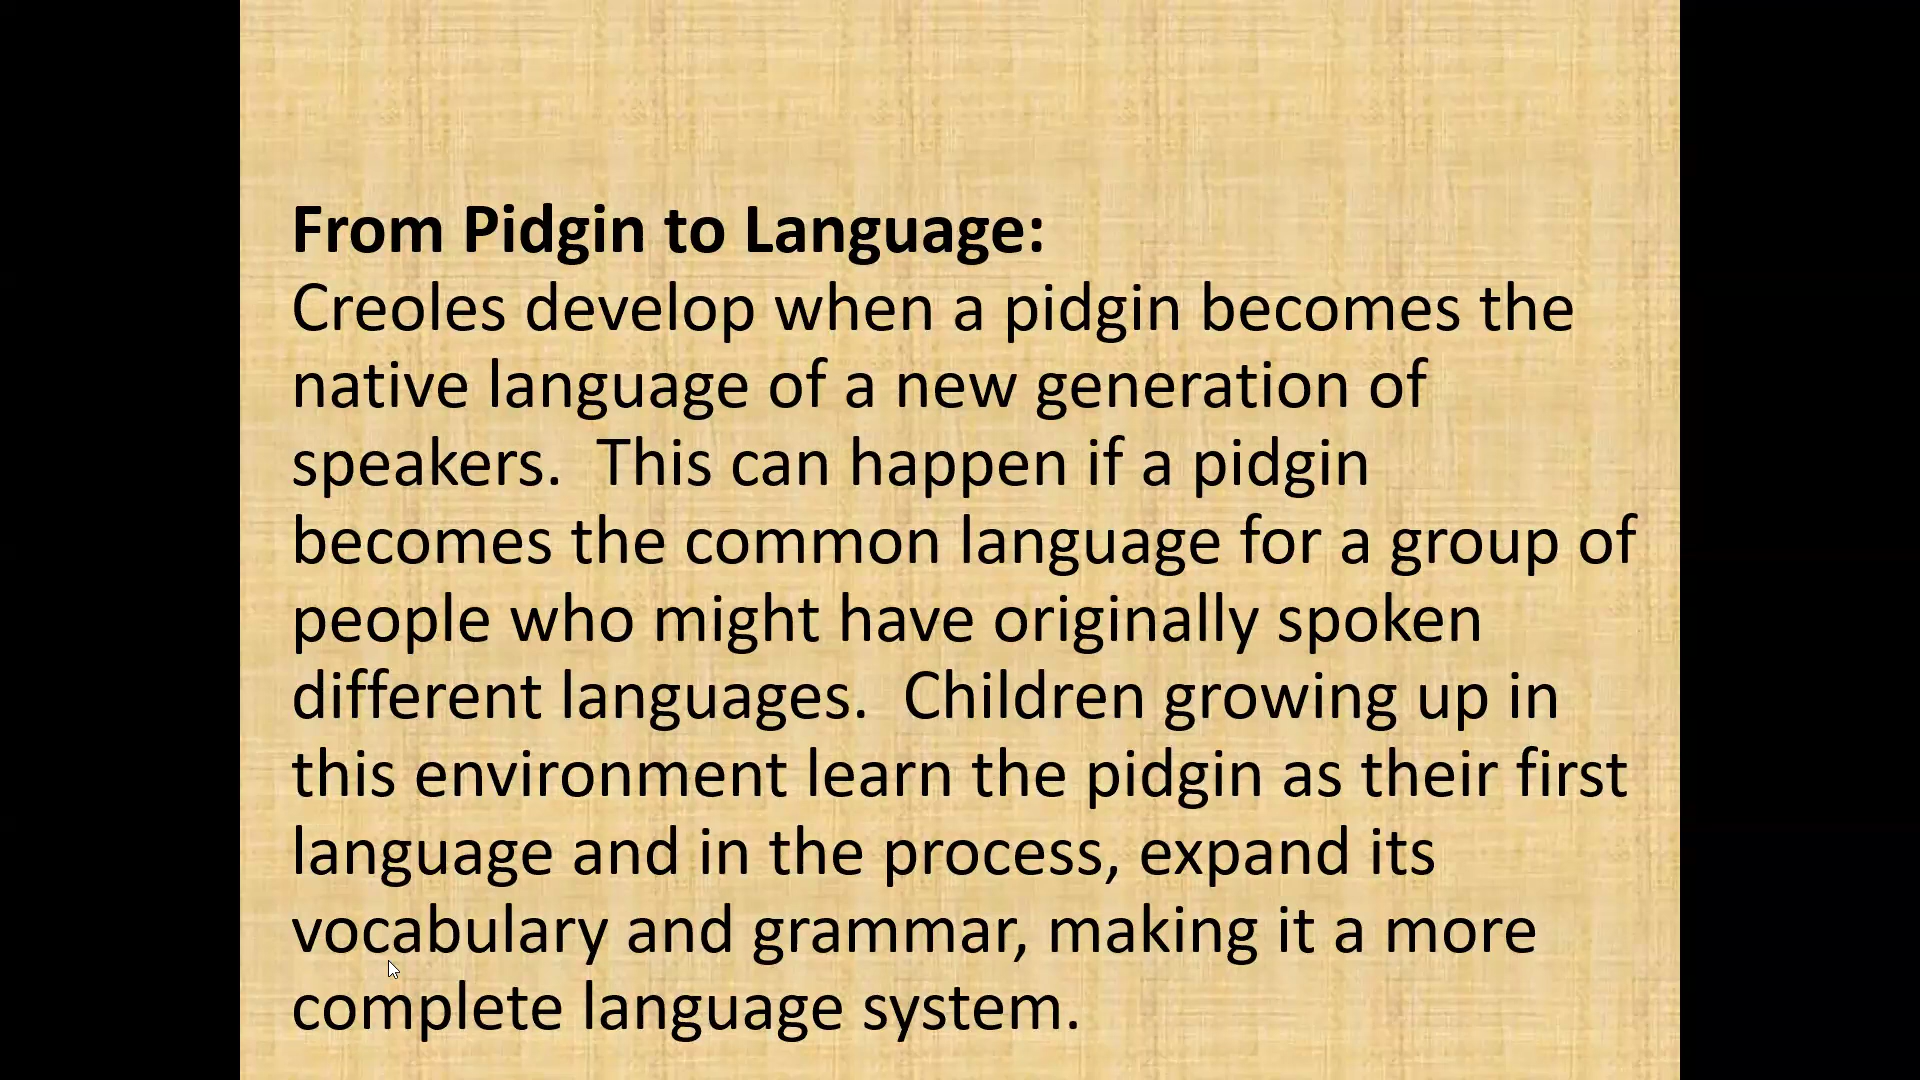 From Pidgin to Language:
Creoles develop when a pidgin becomes the
native language of a new generation of
speakers.  This can happen if a pidgin
becomes the common language for a group of
people who might have originally spoken
different languages.  Children growing up in
this environment learn the pidgin as their first
language and in the process, expand its
vocabulary and grammar, making it a more
complete language system.